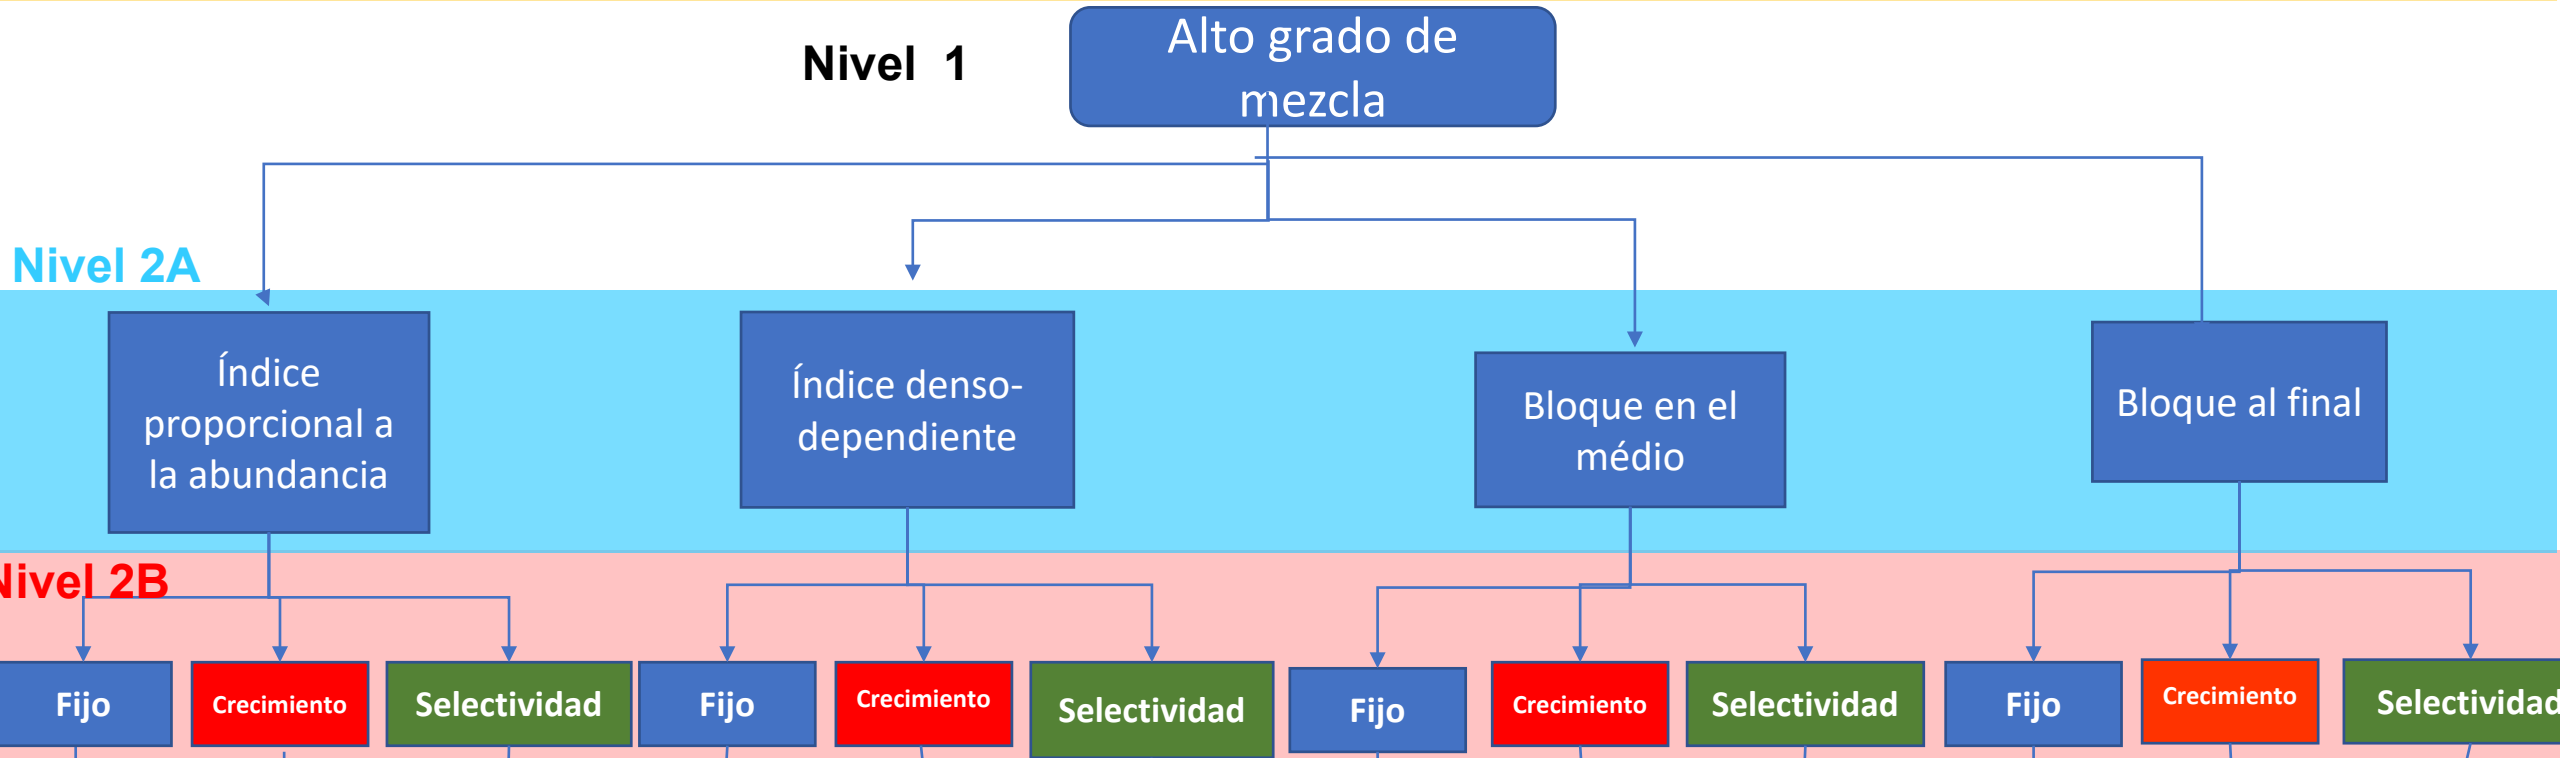 Nivel 1
Alto grado de
mezcla
Nivel 2A
Índice
proporcional a
la abundancia
Índice denso-
dependiente
Bloque en el
médio
Bloque al final
Nivel 2B
Fijo
Crecimiento
Selectividad
Fijo
Crecimiento
Selectividad
Fijo
Crecimiento
Selectividad
Fijo
Crecimiento
Selectividad